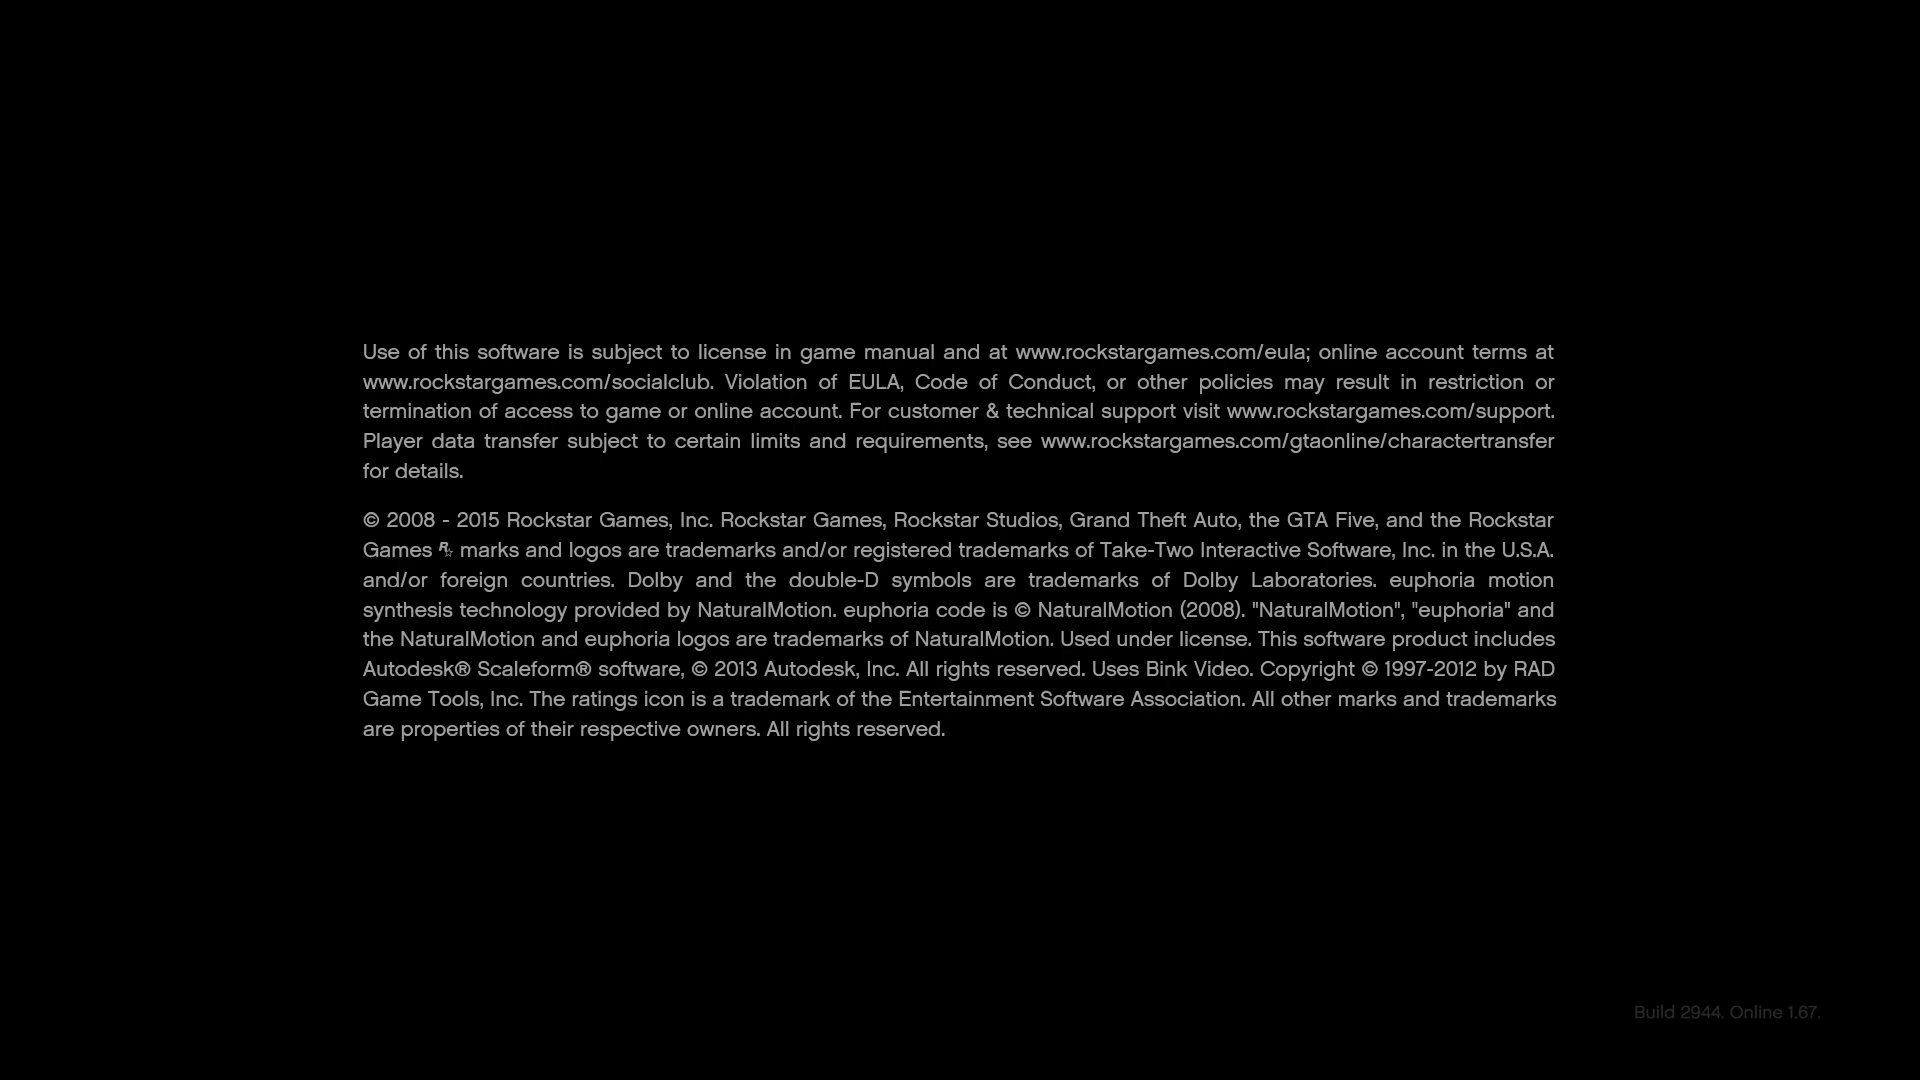 Use of this software is subject to license in game manual and at www.rockstargames.com/eula; online account terms at
www.rockstargames.com/socialclub. Violation of EULA, Code of Conduct, or other policies may result in restriction or
termination of access to game or online account. For customer & technical support visit www.rockstargames.com/support.
Player data transfer subject to certain limits and requirements, see www.rockstargames.com/gtaonline/charactertransfer
for details.
© 2008 - 2015 Rockstar Games, Inc. Rockstar Games, Rockstar Studios, Grand Theft Auto, the GTA Five, and the Rockstar
Games R* marks and logos are trademarks and/or registered trademarks of Take-Two Interactive Software, Inc. in the U.S.A.
and/or foreign countries. Dolby and the double-D symbols are trademarks of Dolby Laboratories. euphoria motion
synthesis technology provided by NaturalMotion. euphoria code is © NaturalMotion (2008). "NaturalMotion", "euphoria" and
the NaturalMotion and euphoria logos are trademarks of NaturalMotion. Used under license. This software product includes
Autodesk® Scaleform® software, © 2013 Autodesk, Inc. All rights reserved. Uses Bink Video. Copyright © 1997-2012 by RAD
Game Tools, Inc. The ratings icon is a trademark of the Entertainment Software Association. All other marks and trademarks
are properties of their respective owners. All rights reserved.
Build 2944. Online 1.67.